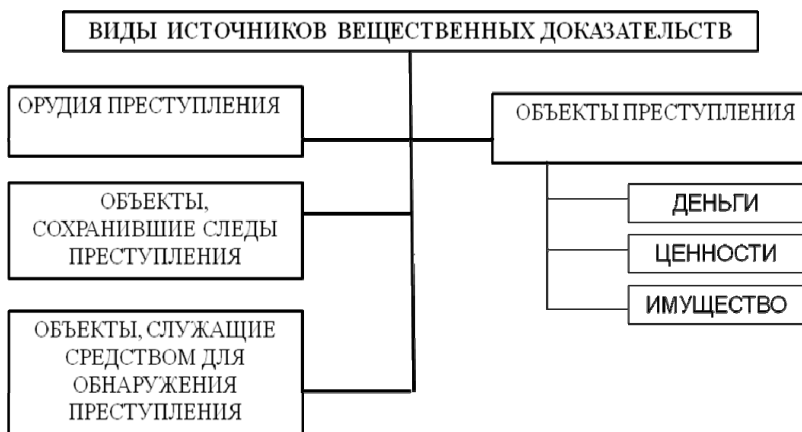 ВИДЫ ИСТОЧНИКОВ ВЕЩЕСТВЕННЫХ ДОКАЗАТЕЛЬСТВ
ОРУДИЯ ПРЕСТУПЛЕНИЯ
ОБЪЕКТЫ,
СОХРАНИВШИЕ СЛЕДЫ
ПРЕСТУПЛЕНИЯ
ОБЪЕКТЫ, СЛУЖАЩИЕ
СРЕДСТВОМ ДЛЯ
ОБНАРУЖЕНИЯ
ПРЕСТУПЛЕНИЯ
ОБЪЕКТЫ ПРЕСТУПЛЕНИЯ
ДЕНЬГИ
ЦЕННОСТИ
ИМУЩЕСТВО